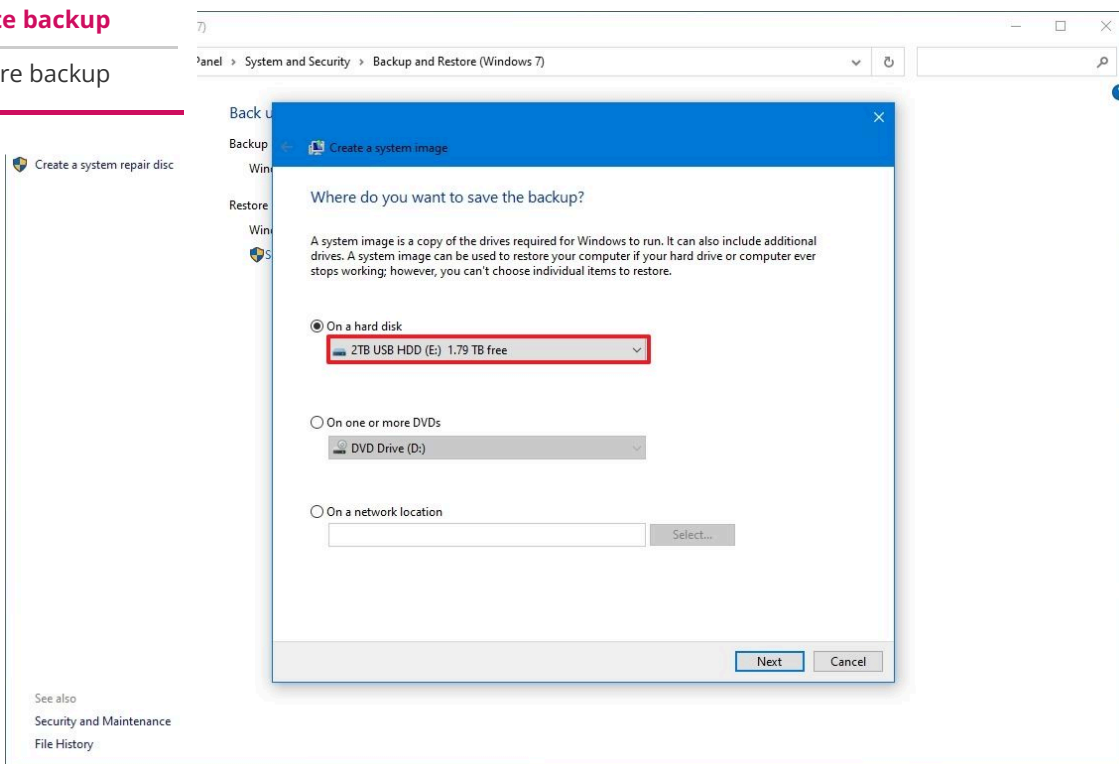 te backup
re backup
7)
Panel › System and Security › Backup and Restore (Windows 7)
Back u
Backup
Wind
Restore
Wind
S
Create a system repair disc
Create a system image
Where do you want to save the backup?
A system image is a copy of the drives required for Windows to run. It can also include additional
drives. A system image can be used to restore your computer if your hard drive or computer ever
stops working; however, you can't choose individual items to restore.
On a hard disk
2TB USB HDD (E:) 1.79 TB free
On one or more DVDs
DVD Drive (D:)
On a network location
Select...
Next Cancel
See also
Security and Maintenance
File History